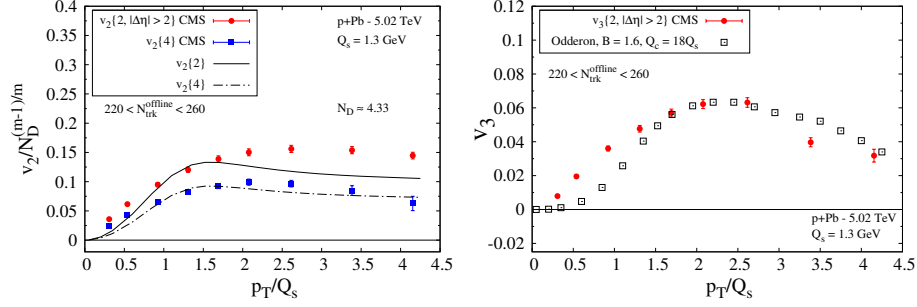 v₂{2, |Δη| > 2} CMS
v₂{4} CMS
v₂{2}
v₂{4}
p+Pb - 5.02 TeV
Qₛ = 1.3 GeV
220 < N_trk^offline < 260
N_D ≈ 4.33
v₂/N_D^(m-1)/m
0.4
0.35
0.3
0.25
0.2
0.15
0.1
0.05
0
0 0.5 1 1.5 2 2.5 3 3.5 4 4.5
p_T/Qₛ
v₃{2, |Δη| > 2} CMS
Odderon, B = 1.6, Q_c = 18Qₛ
220 < N_trk^offline < 260
v₃
0.12
0.1
0.08
0.06
0.04
0.02
0
-0.02
p+Pb - 5.02 TeV
Qₛ = 1.3 GeV
0 0.5 1 1.5 2 2.5 3 3.5 4 4.5
p_T/Qₛ